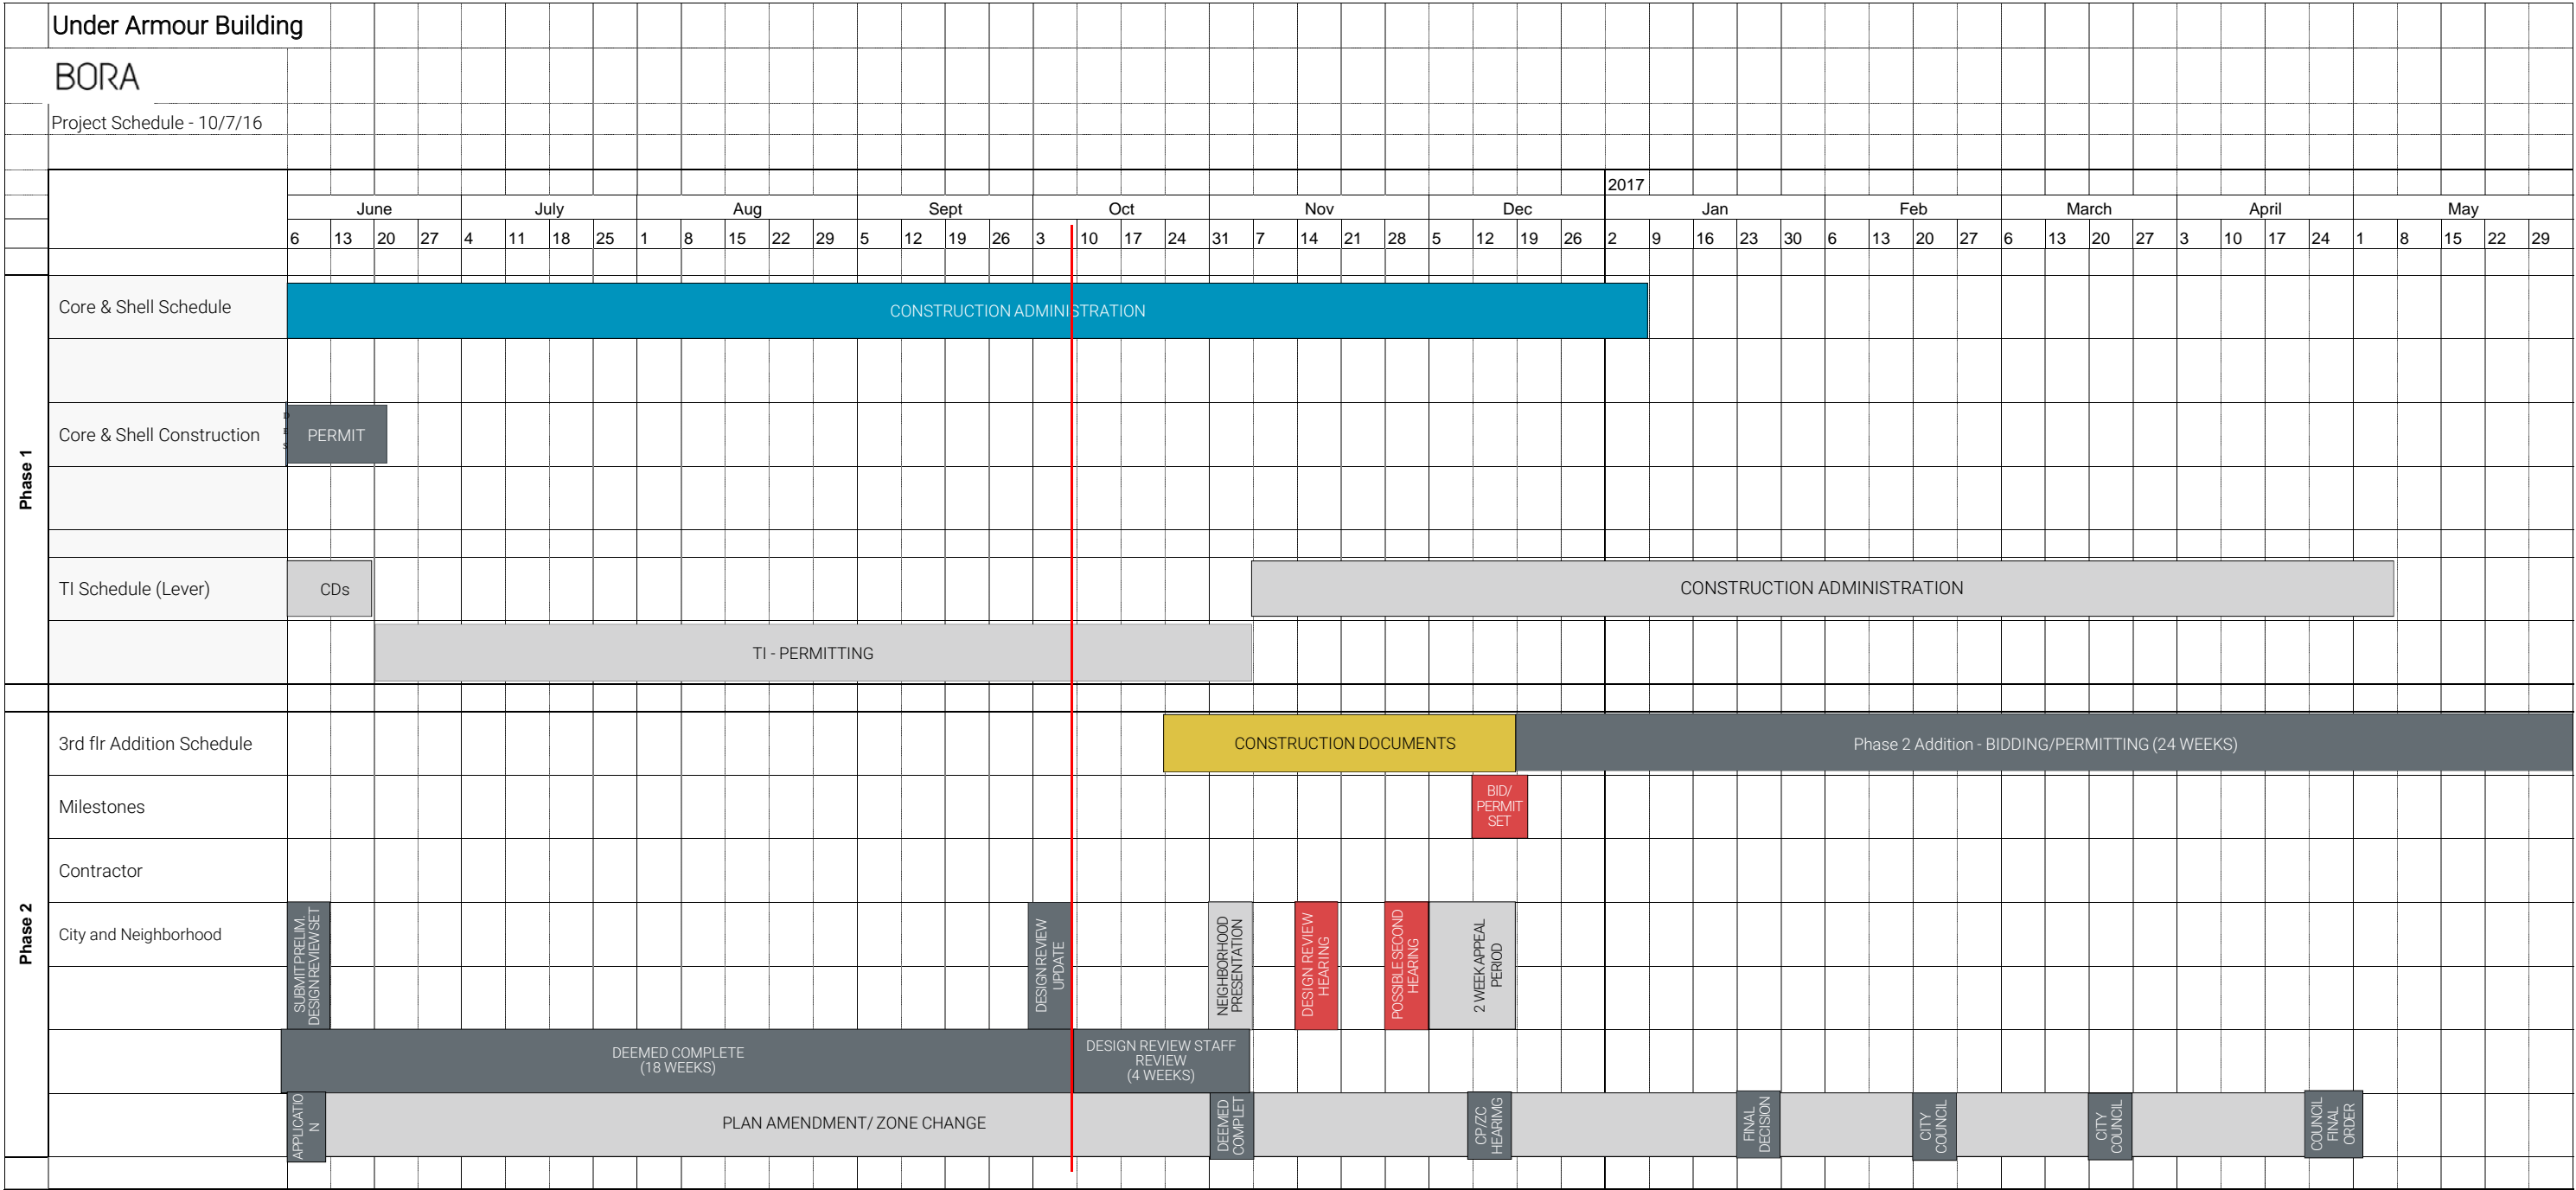 Under Armour Building
BORA
Project Schedule - 10/7/16
2017
June July Aug Sept Oct Nov Dec Jan Feb March April May
6 13 20 27 4 11 18 25 1 8 15 22 29 5 12 19 26 3 10 17 24 31 7 14 21 28 5 12 19 26 2 9 16 23 30 6 13 20 27 6 13 20 27 3 10 17 24 1 8 15 22 29
Phase 1
Core & Shell Schedule
CONSTRUCTION ADMINISTRATION
Core & Shell Construction
PERMIT
TI Schedule (Lever)
CDs
CONSTRUCTION ADMINISTRATION
TI - PERMITTING
Phase 2
3rd flr Addition Schedule
CONSTRUCTION DOCUMENTS
Phase 2 Addition - BIDDING/PERMITTING (24 WEEKS)
Milestones
BID/
PERMIT
SET
Contractor
City and Neighborhood
SUBMIT PRELIM.
DESIGN REVIEW SET
DESIGN REVIEW
UPDATE
NEIGHBORHOOD
PRESENTATION
DESIGN REVIEW
HEARING
POSSIBLE SECOND
HEARING
2 WEEK APPEAL
PERIOD
DEEMED COMPLETE
(18 WEEKS)
DESIGN REVIEW STAFF
REVIEW
(4 WEEKS)
APPLICATIO
N
PLAN AMENDMENT/ ZONE CHANGE
DEEMED
COMPLET
CP/ZC
HEARIMG
FINAL
DECISION
CITY
COUNCIL
CITY
COUNCIL
COUNCIL
FINAL
ORDER